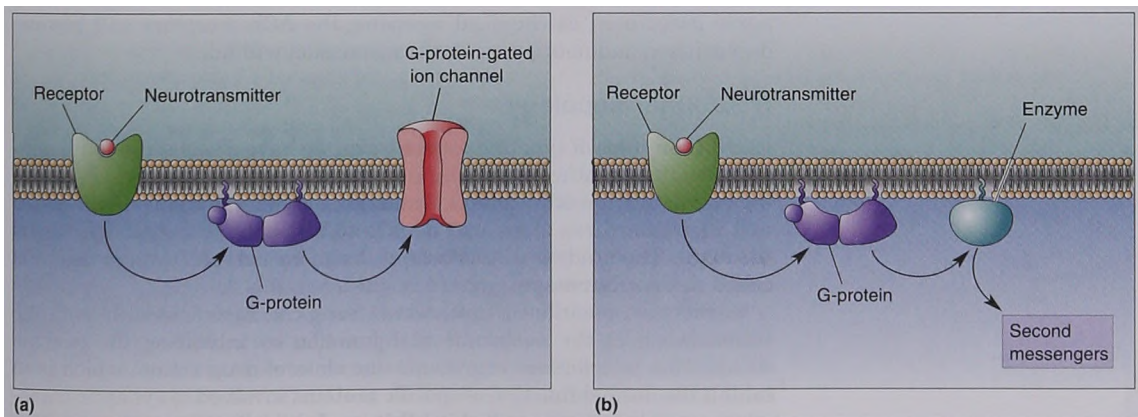 G-protein-gated
ion channel
Receptor
Neurotransmitter
G-protein
(a)
Receptor
Neurotransmitter
Enzyme
G-protein
Second
messengers
(b)